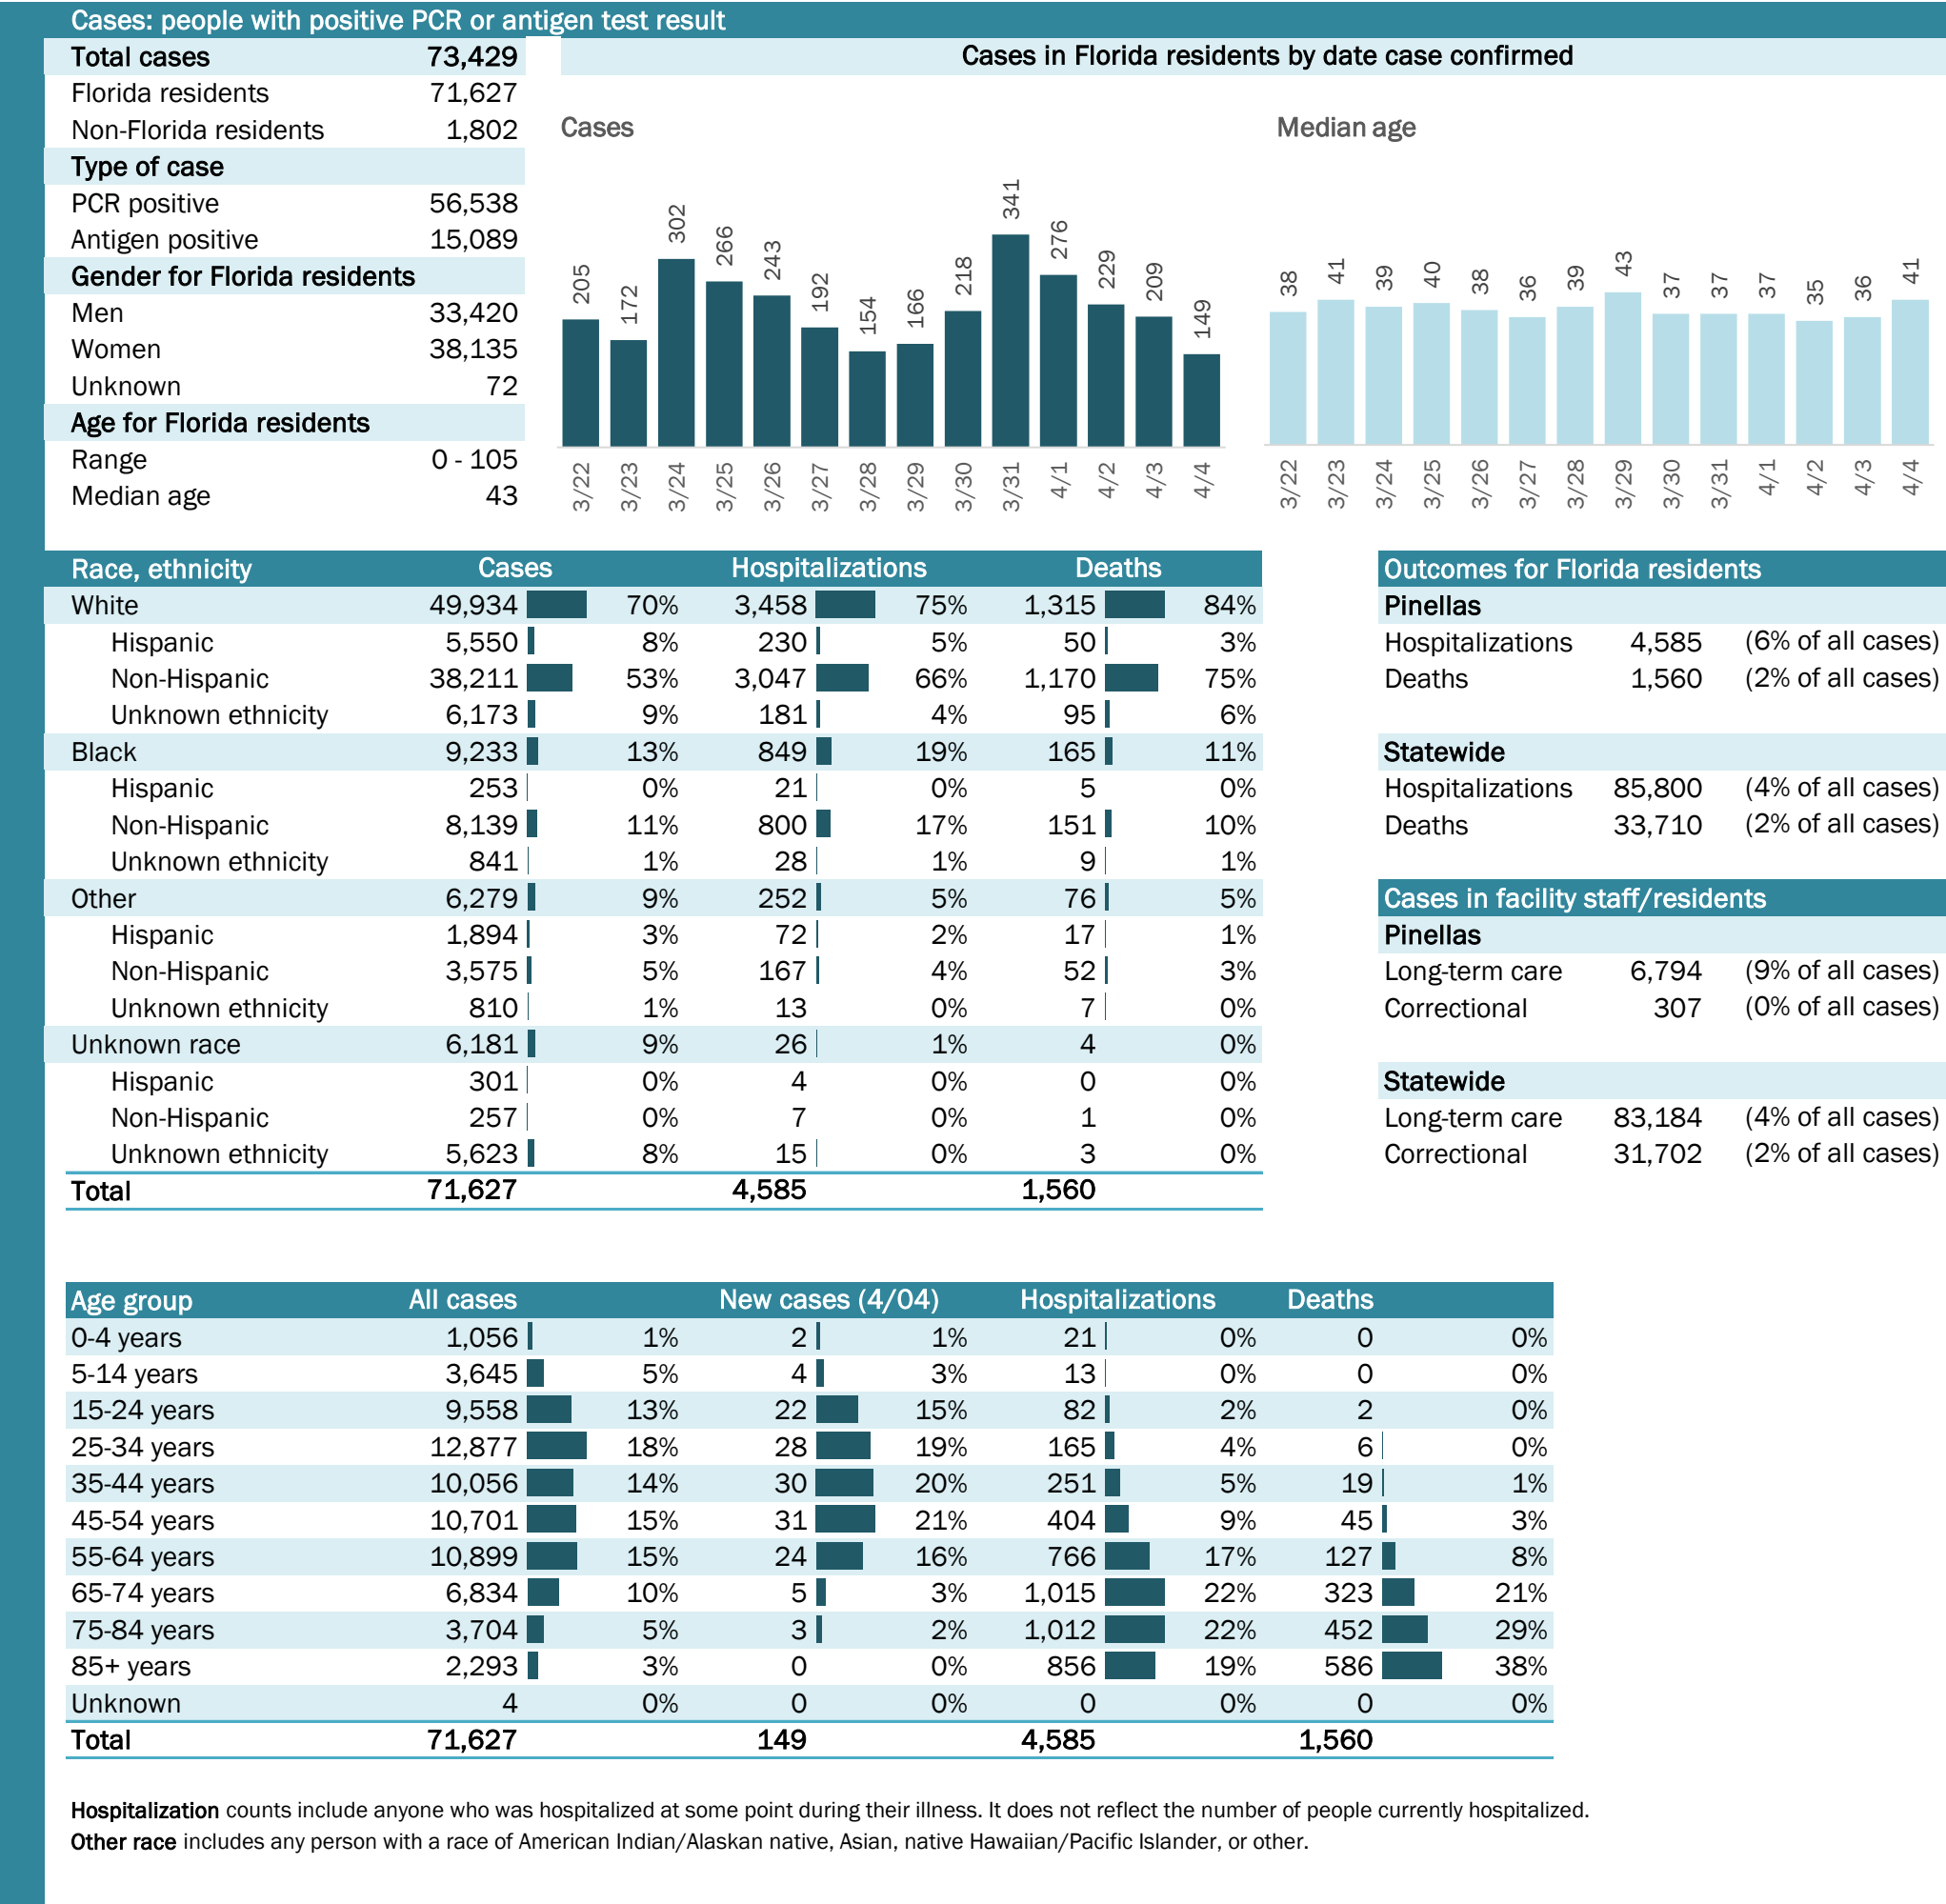 Cases: people with positive PCR or antigen test result
Total cases 73,429
Florida residents 71,627
Non-Florida residents 1,802
Type of case
PCR positive 56,538
Antigen positive 15,089
Gender for Florida residents
Men 33,420
Women 38,135
Unknown 72
Age for Florida residents
Range 0 - 105
Median age 43
Cases in Florida residents by date case confirmed
Cases
205 172 302 266 243 192 154 166 218 341 276 229 209 149
3/22 3/23 3/24 3/25 3/26 3/27 3/28 3/29 3/30 3/31 4/1 4/2 4/3 4/4
Median age
38 41 39 40 38 36 39 43 37 37 37 35 36 41
3/22 3/23 3/24 3/25 3/26 3/27 3/28 3/29 3/30 3/31 4/1 4/2 4/3 4/4
Race, ethnicity Cases Hospitalizations Deaths
White 49,934 70% 3,458 75% 1,315 84%
Hispanic 5,550 8% 230 5% 50 3%
Non-Hispanic 38,211 53% 3,047 66% 1,170 75%
Unknown ethnicity 6,173 9% 181 4% 95 6%
Black 9,233 13% 849 19% 165 11%
Hispanic 253 0% 21 0% 5 0%
Non-Hispanic 8,139 11% 800 17% 151 10%
Unknown ethnicity 841 1% 28 1% 9 1%
Other 6,279 9% 252 5% 76 5%
Hispanic 1,894 3% 72 2% 17 1%
Non-Hispanic 3,575 5% 167 4% 52 3%
Unknown ethnicity 810 1% 13 0% 7 0%
Unknown race 6,181 9% 26 1% 4 0%
Hispanic 301 0% 4 0% 0 0%
Non-Hispanic 257 0% 7 0% 1 0%
Unknown ethnicity 5,623 8% 15 0% 3 0%
Total 71,627 4,585 1,560
Outcomes for Florida residents
Pinellas
Hospitalizations 4,585 (6% of all cases)
Deaths 1,560 (2% of all cases)
Statewide
Hospitalizations 85,800 (4% of all cases)
Deaths 33,710 (2% of all cases)
Cases in facility staff/residents
Pinellas
Long-term care 6,794 (9% of all cases)
Correctional 307 (0% of all cases)
Statewide
Long-term care 83,184 (4% of all cases)
Correctional 31,702 (2% of all cases)
Age group All cases New cases (4/04) Hospitalizations Deaths
0-4 years 1,056 1% 2 1% 21 0% 0 0%
5-14 years 3,645 5% 4 3% 13 0% 0 0%
15-24 years 9,558 13% 22 15% 82 2% 2 0%
25-34 years 12,877 18% 28 19% 165 4% 6 0%
35-44 years 10,056 14% 30 20% 251 5% 19 1%
45-54 years 10,701 15% 31 21% 404 9% 45 3%
55-64 years 10,899 15% 24 16% 766 17% 127 8%
65-74 years 6,834 10% 5 3% 1,015 22% 323 21%
75-84 years 3,704 5% 3 2% 1,012 22% 452 29%
85+ years 2,293 3% 0 0% 856 19% 586 38%
Unknown 4 0% 0 0% 0 0% 0 0%
Total 71,627 149 4,585 1,560
Hospitalization counts include anyone who was hospitalized at some point during their illness. It does not reflect the number of people currently hospitalized.
Other race includes any person with a race of American Indian/Alaskan native, Asian, native Hawaiian/Pacific Islander, or other.